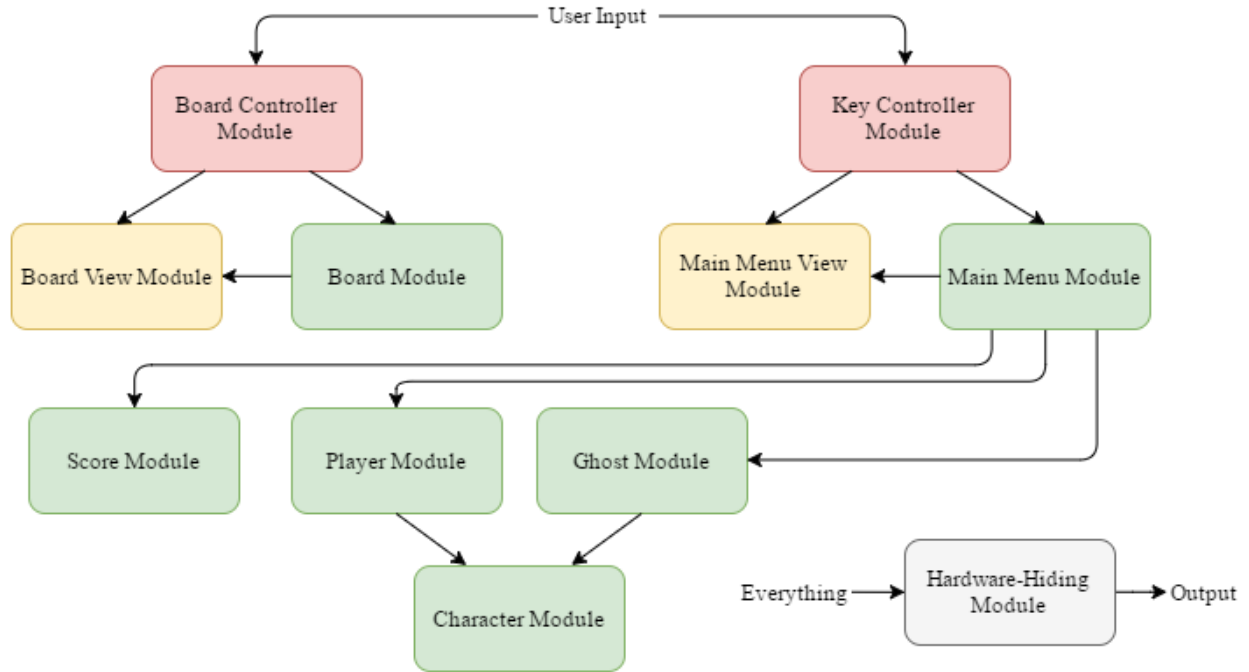 User Input
Board Controller
Module
Key Controller
Module
Board View Module
Board Module
Main Menu View
Module
Main Menu Module
Score Module
Player Module
Ghost Module
Character Module
Everything
Hardware-Hiding
Module
Output